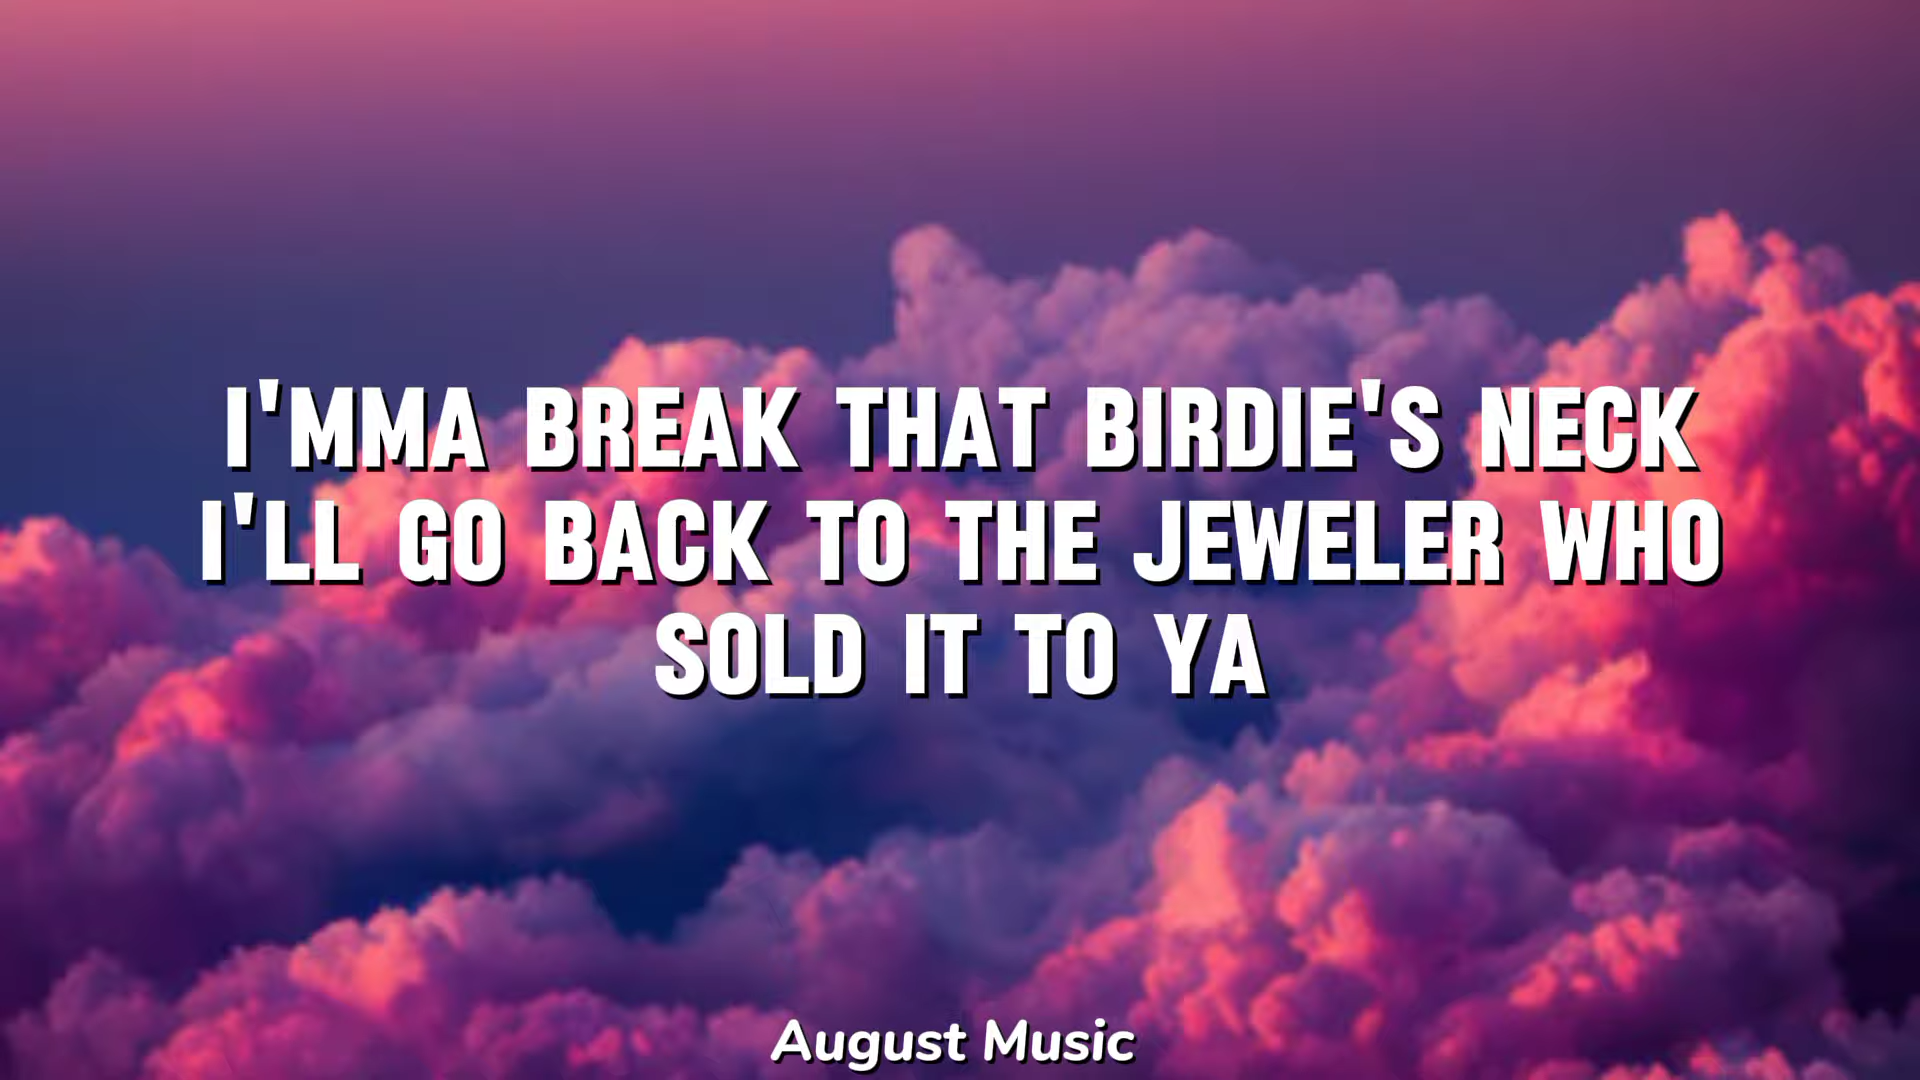 I'MMA BREAK THAT BIRDIE'S NECK
I'LL GO BACK TO THE JEWELER WHO
SOLD IT TO YA
August Music